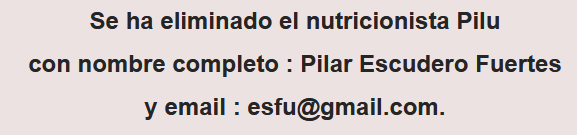 Se ha eliminado el nutricionista Pilu
con nombre completo : Pilar Escudero Fuertes
y email : esfu@gmail.com.